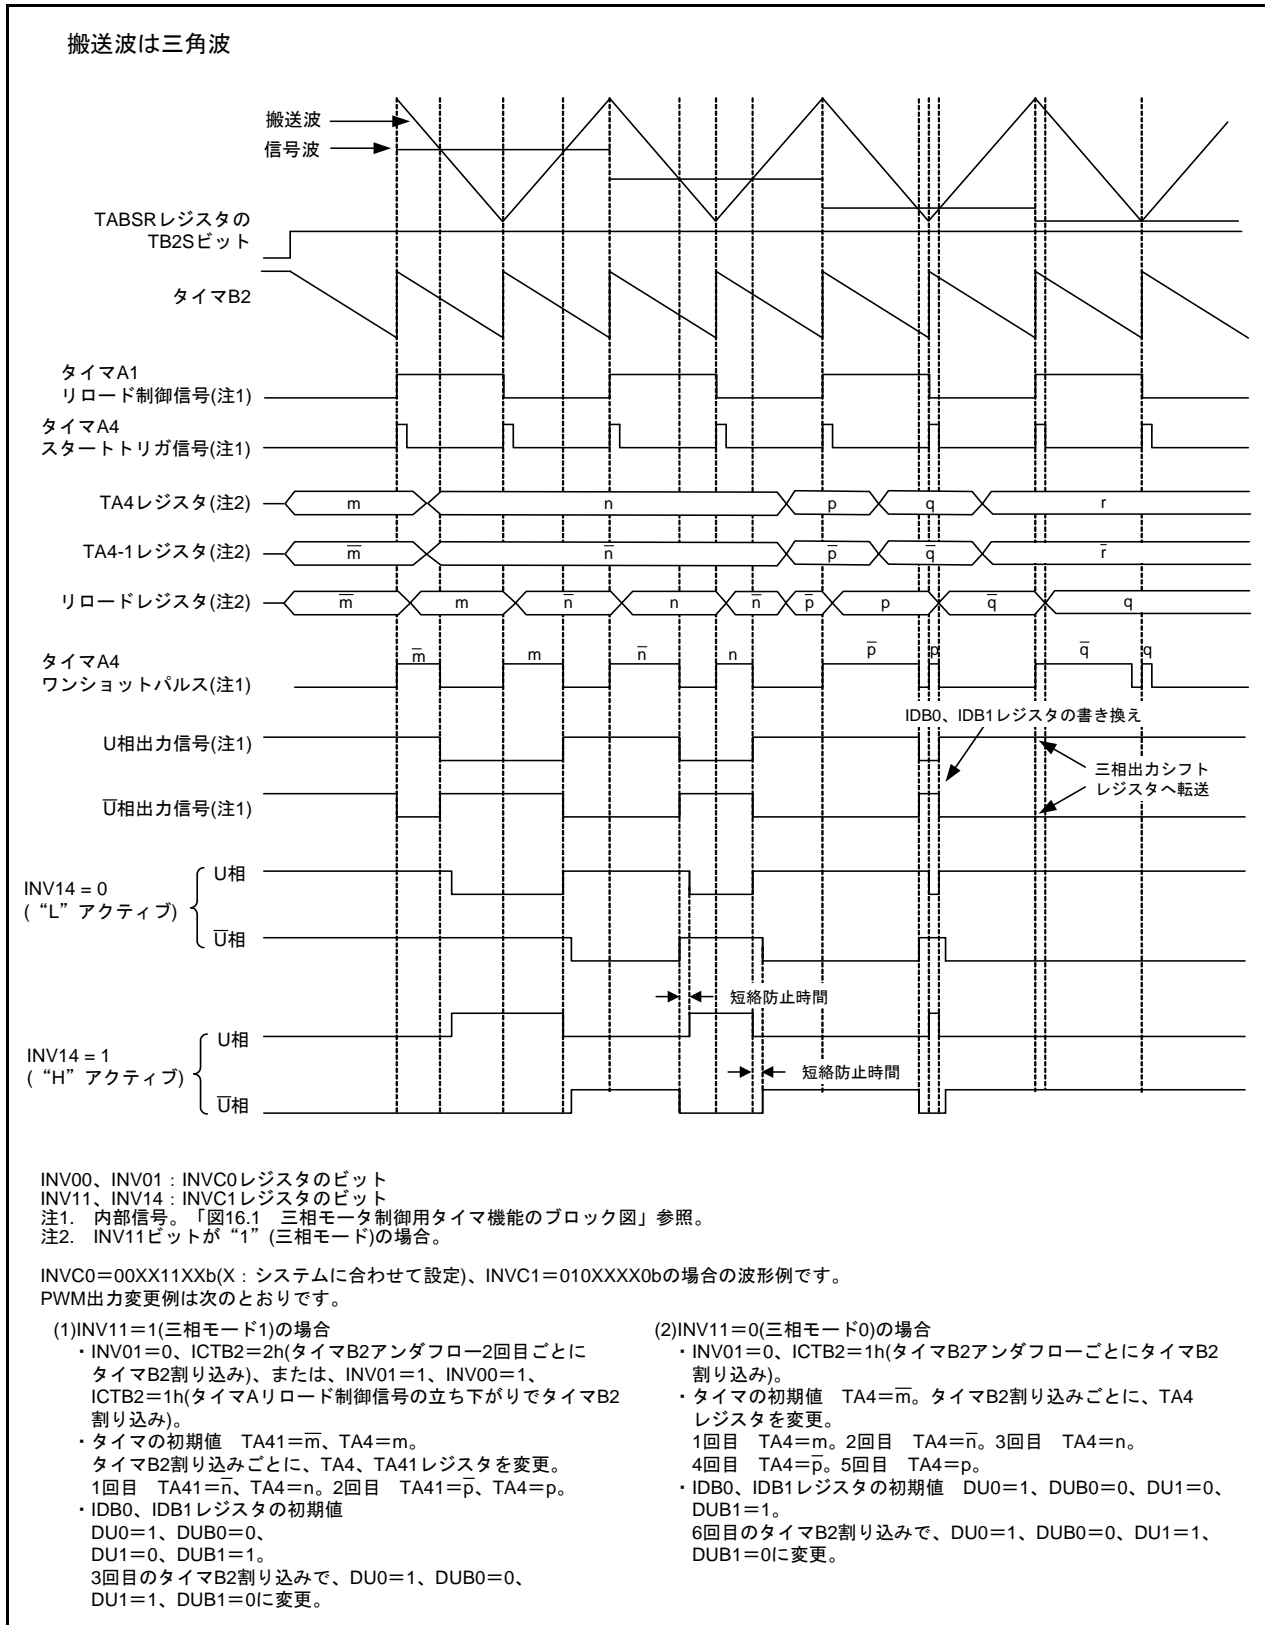 搬送波は三角波
搬送波
信号波
TABSRレジスタの
TB2Sビット
タイマB2
タイマA1
リロード制御信号(注1)
タイマA4
スタートトリガ信号(注1)
TA4レジスタ(注2)
m
n
p
q
r
TA4-1レジスタ(注2)
m̅
n̅
p̅
q̅
r̅
リロードレジスタ(注2)
m̅
m
n̅
n
n̅
p̅
p
q̅
q
タイマA4
ワンショットパルス(注1)
m̅
m
n̅
n
p̅
p
q̅
q
IDB0、IDB1レジスタの書き換え
U相出力信号(注1)
三相出力シフト
レジスタへ転送
U̅相出力信号(注1)
INV14 = 0
( “L” アクティブ)
U相
U̅相
短絡防止時間
INV14 = 1
( “H” アクティブ)
U相
U̅相
短絡防止時間
INV00、INV01 : INVC0レジスタのビット
INV11、INV14 : INVC1レジスタのビット
注1. 内部信号。「図16.1 三相モータ制御用タイマ機能のブロック図」参照。
注2. INV11ビットが “1” (三相モード)の場合。
INVC0＝00XX11XXb(X : システムに合わせて設定)、INVC1＝010XXXX0bの場合の波形例です。
PWM出力変更例は次のとおりです。
(1)INV11＝1(三相モード1)の場合
・INV01＝0、ICTB2＝2h(タイマB2アンダフロー2回目ごとに
タイマB2割り込み)、または、INV01＝1、INV00＝1、
ICTB2＝1h(タイマAリロード制御信号の立ち下がりでタイマB2
割り込み)。
・タイマの初期値 TA41＝m̅、TA4＝m。
タイマB2割り込みごとに、TA4、TA41レジスタを変更。
1回目 TA41＝n̅、TA4＝n。2回目 TA41＝p̅、TA4＝p。
・IDB0、IDB1レジスタの初期値
DU0＝1、DUB0＝0、
DU1＝0、DUB1＝1。
3回目のタイマB2割り込みで、DU0＝1、DUB0＝0、
DU1＝1、DUB1＝0に変更。
(2)INV11＝0(三相モード0)の場合
・INV01＝0、ICTB2＝1h(タイマB2アンダフローごとにタイマB2
割り込み)。
・タイマの初期値 TA4＝m̅。タイマB2割り込みごとに、TA4
レジスタを変更。
1回目 TA4＝m。2回目 TA4＝n̅。3回目 TA4＝n。
4回目 TA4＝p̅。5回目 TA4＝p。
・IDB0、IDB1レジスタの初期値 DU0＝1、DUB0＝0、DU1＝0、
DUB1＝1。
6回目のタイマB2割り込みで、DU0＝1、DUB0＝0、DU1＝1、
DUB1＝0に変更。